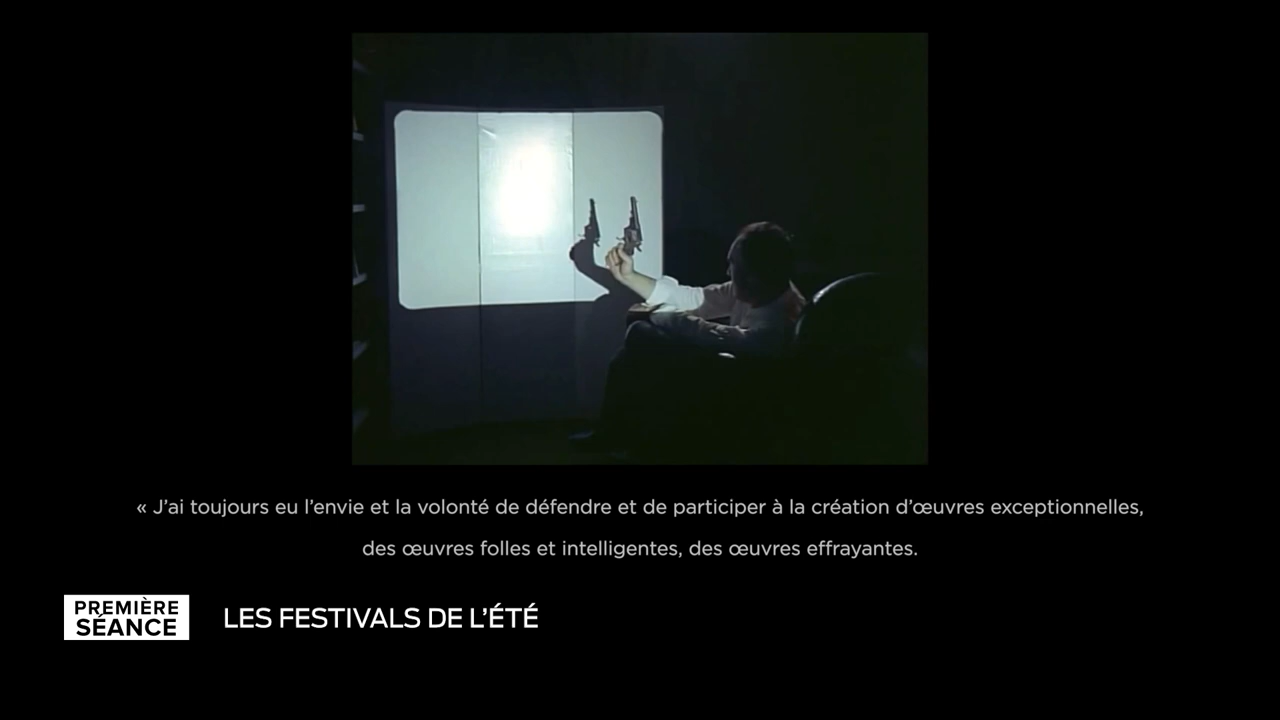 « J’ai toujours eu l’envie et la volonté de défendre et de participer à la création d’œuvres exceptionnelles,
des œuvres folles et intelligentes, des œuvres effrayantes.
PREMIÈRE
SÉANCE
LES FESTIVALS DE L’ÉTÉ